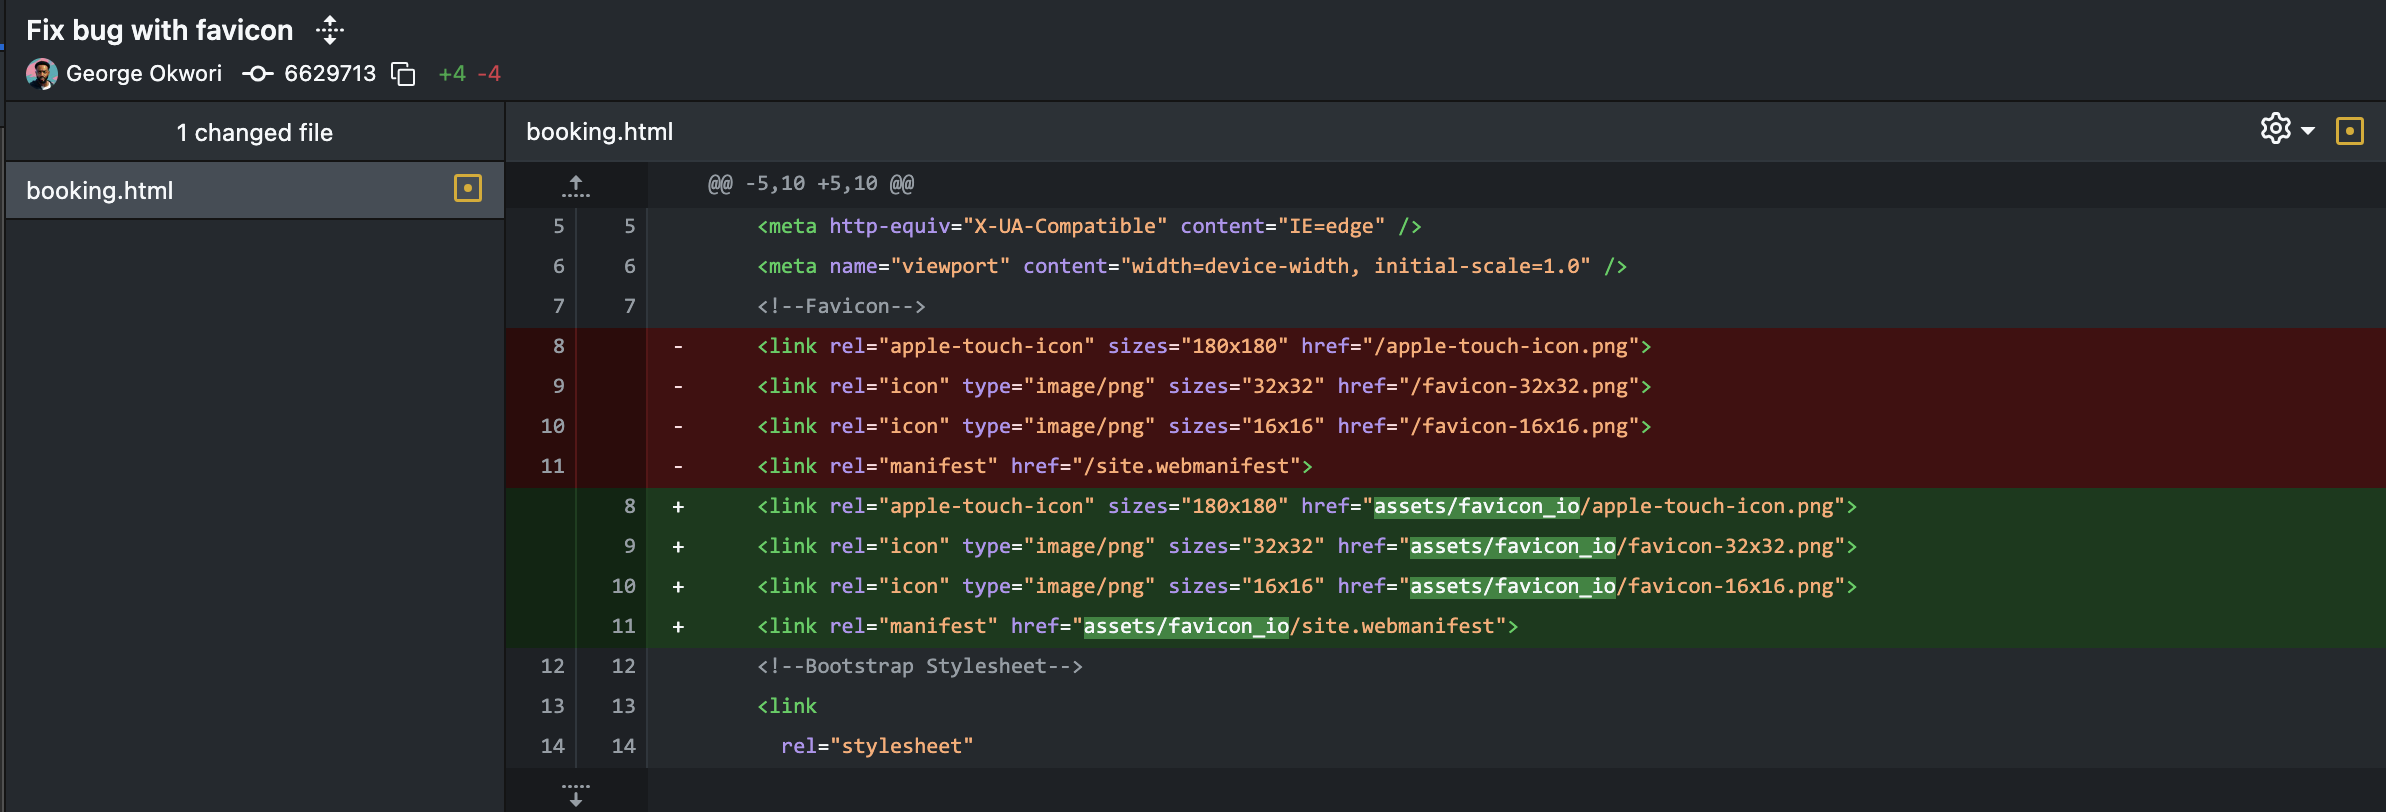 Fix bug with favicon
George Okwori 6629713 +4 -4
1 changed file
booking.html
booking.html
@@ -5,10 +5,10 @@
5 5 <meta http-equiv="X-UA-Compatible" content="IE=edge" />
6 6 <meta name="viewport" content="width=device-width, initial-scale=1.0" />
7 7 <!--Favicon-->
8 - <link rel="apple-touch-icon" sizes="180x180" href="/apple-touch-icon.png">
9 - <link rel="icon" type="image/png" sizes="32x32" href="/favicon-32x32.png">
10 - <link rel="icon" type="image/png" sizes="16x16" href="/favicon-16x16.png">
11 - <link rel="manifest" href="/site.webmanifest">
8 + <link rel="apple-touch-icon" sizes="180x180" href="assets/favicon_io/apple-touch-icon.png">
9 + <link rel="icon" type="image/png" sizes="32x32" href="assets/favicon_io/favicon-32x32.png">
10 + <link rel="icon" type="image/png" sizes="16x16" href="assets/favicon_io/favicon-16x16.png">
11 + <link rel="manifest" href="assets/favicon_io/site.webmanifest">
12 12 <!--Bootstrap Stylesheet-->
13 13 <link
14 14 rel="stylesheet"